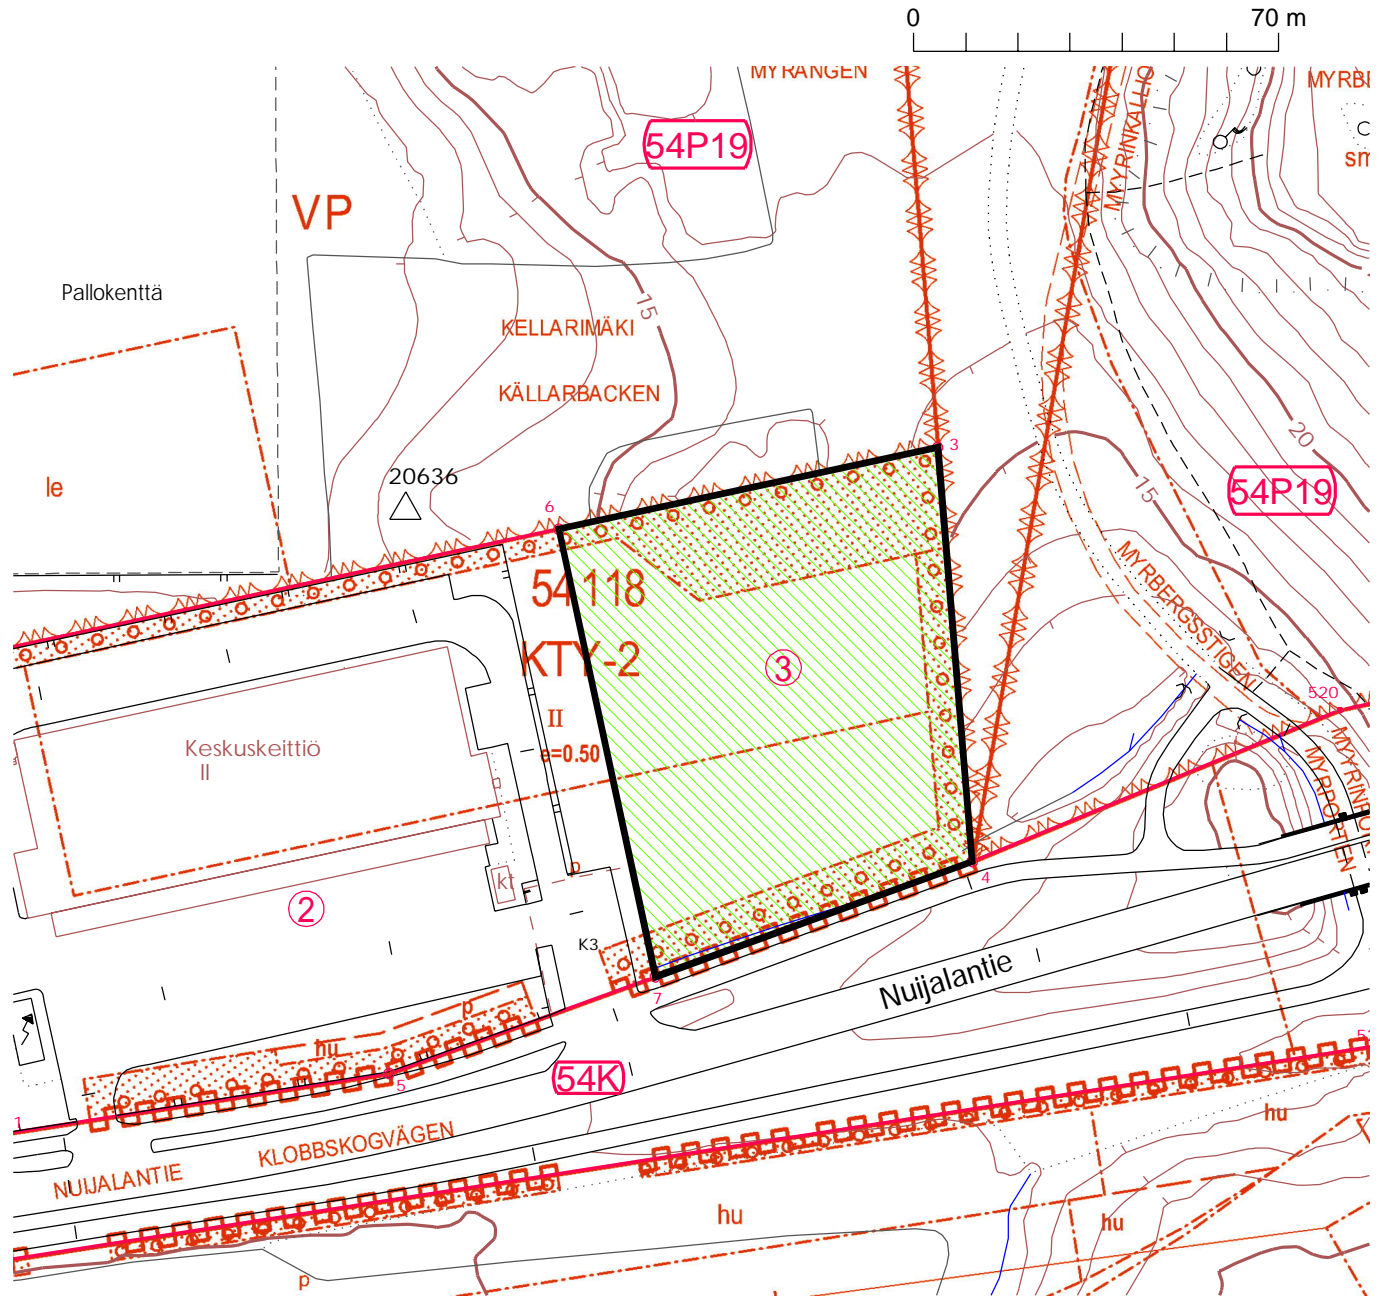 0 70 m
MYRÄNGEN
MYRINKALLIO
54P19
VP
Pallokenttä
15
KELLARIMÄKI
KÄLLARBACKEN
le
20636
3
20
15
54P19
6
54118
KTY-2
II
e=0.50
3
MYRBERGSSTIGEN
520
MYRPORTEN
Keskuskeittiö
II
kt
p
2
4
K3
7
Nuijalantie
p
hu
5
54K
1
KLOBBSKOGVÄGEN
NUIJALANTIE
hu
hu
hu
p